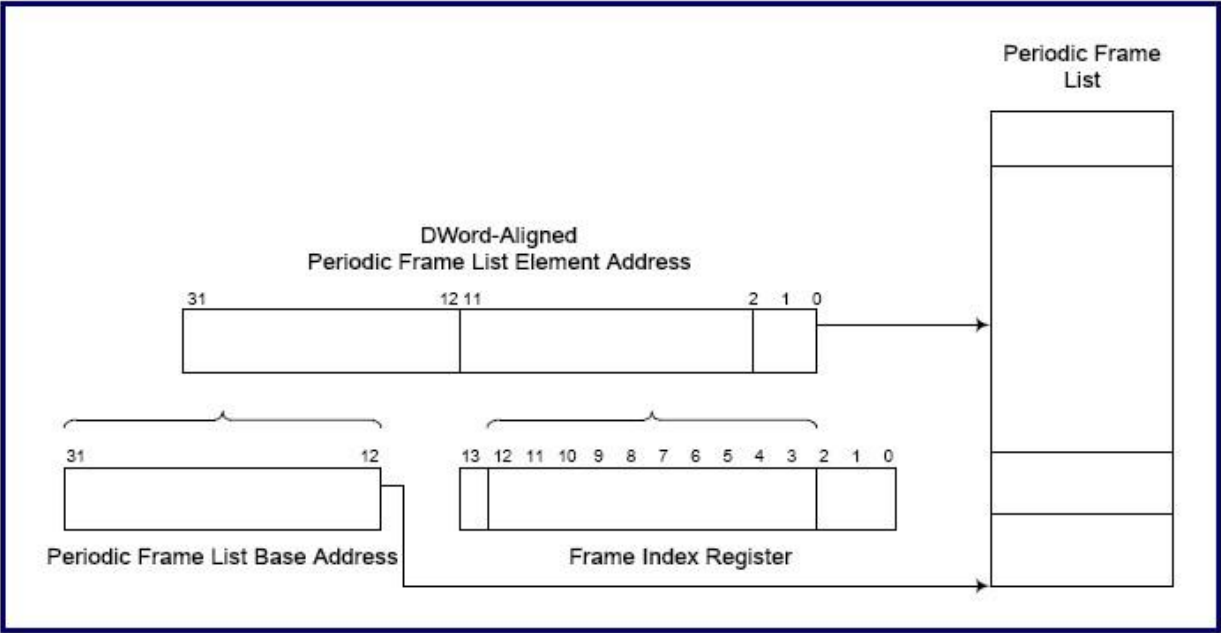 Periodic Frame
List
DWord-Aligned
Periodic Frame List Element Address
31 12 11 2 1 0
31 12
13 12 11 10 9 8 7 6 5 4 3 2 1 0
Periodic Frame List Base Address
Frame Index Register